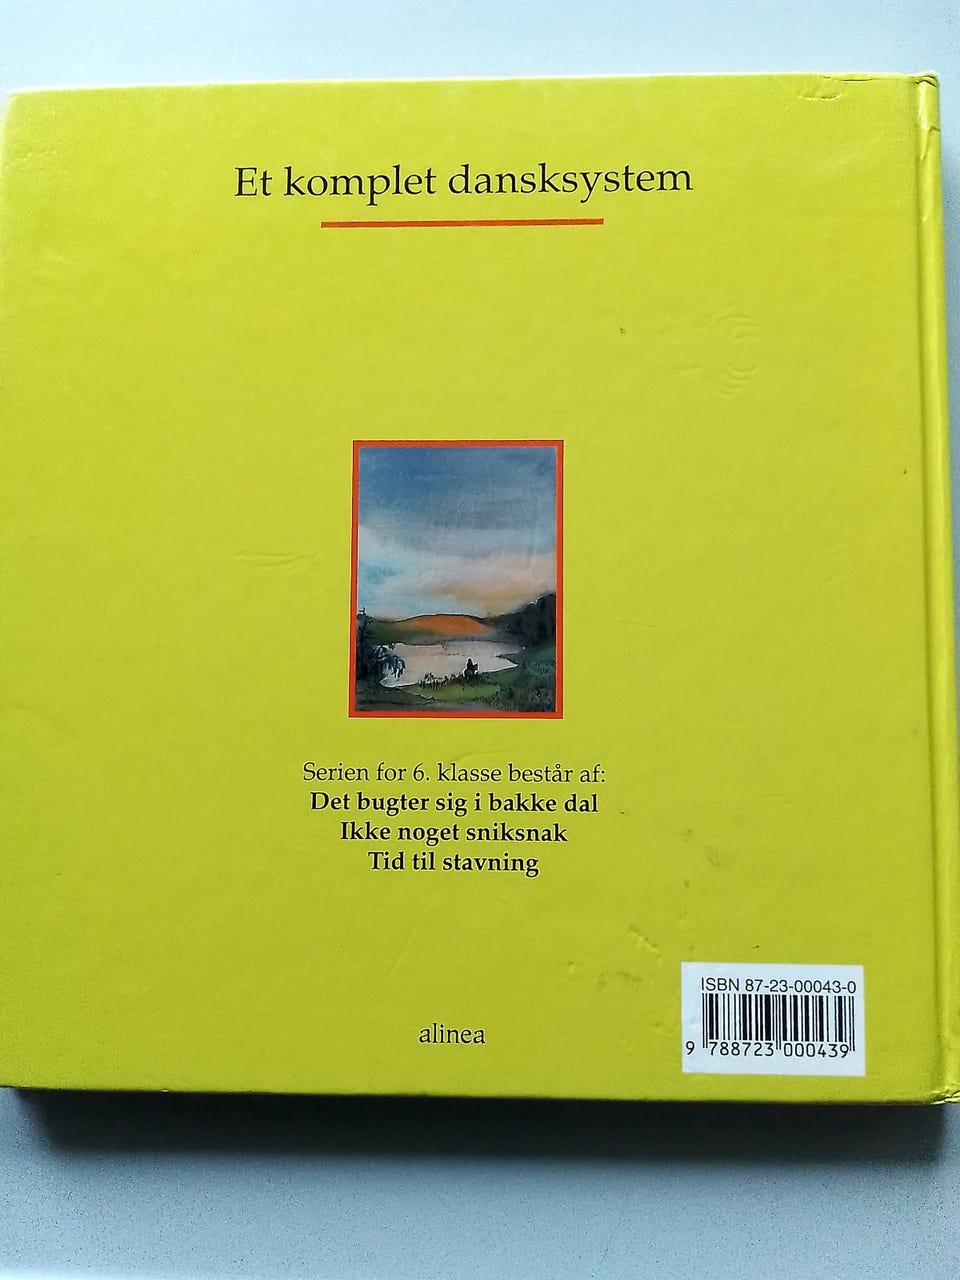 Et komplet dansksystem
Serien for 6. klasse består af:
Det bugter sig i bakke dal
Ikke noget sniksnak
Tid til stavning
alinea
ISBN 87-23-00043-0
9 788723 000439